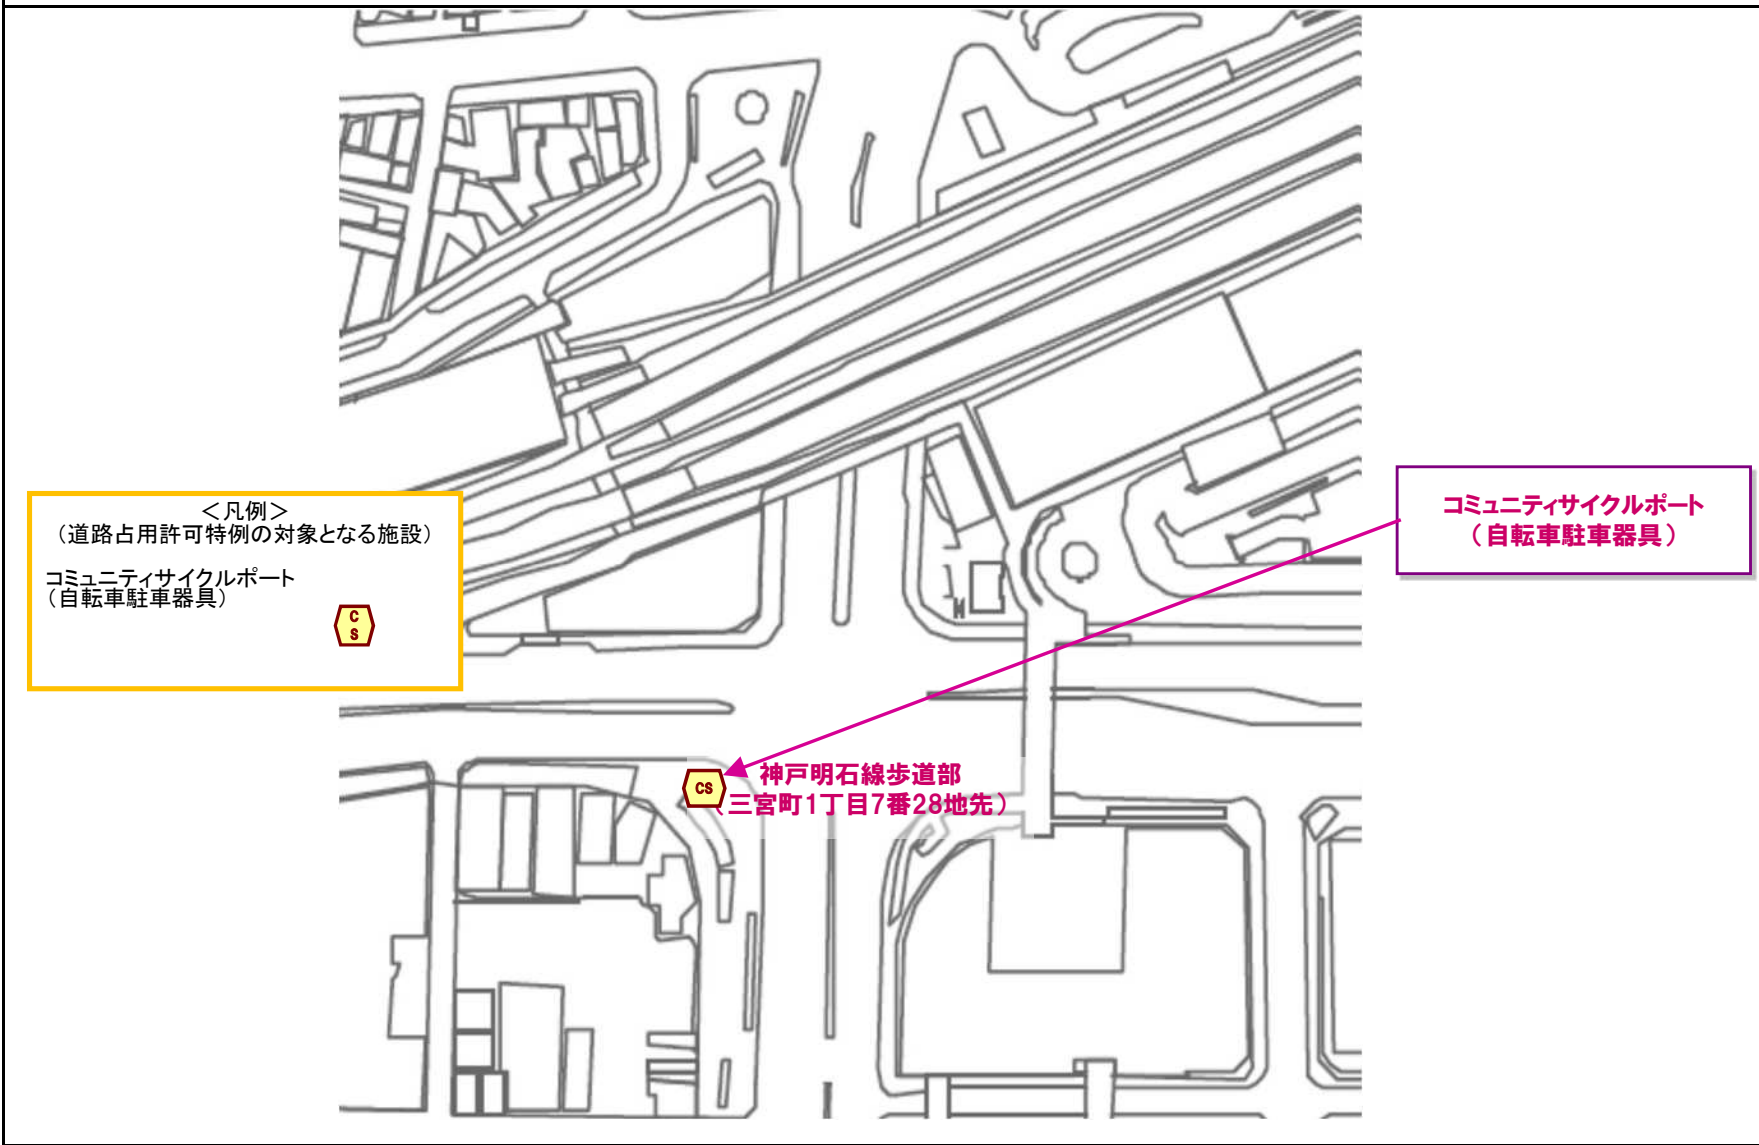 ＜凡例＞
（道路占用許可特例の対象となる施設）
コミュニティサイクルポート
（自転車駐車器具）
C
S
コミュニティサイクルポート
（自転車駐車器具）
CS
神戸明石線歩道部
（三宮町1丁目7番28地先）